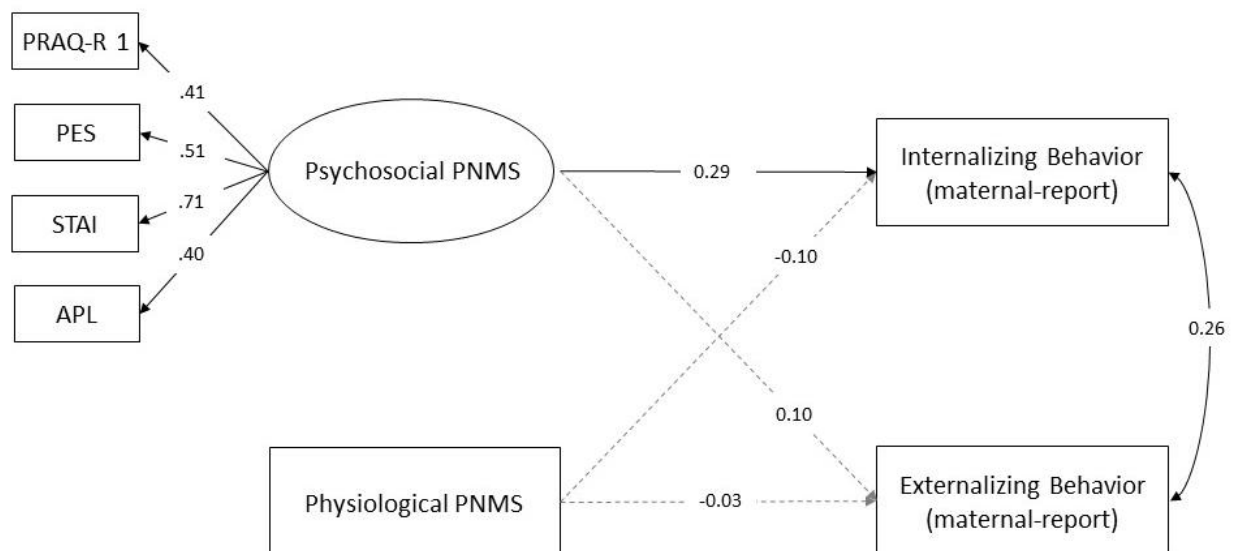 PRAQ-R 1
.41
PES
.51
Psychosocial PNMS
0.29
Internalizing Behavior
(maternal-report)
STAI
.71
.40
-0.10
APL
0.26
0.10
Physiological PNMS
-0.03
Externalizing Behavior
(maternal-report)